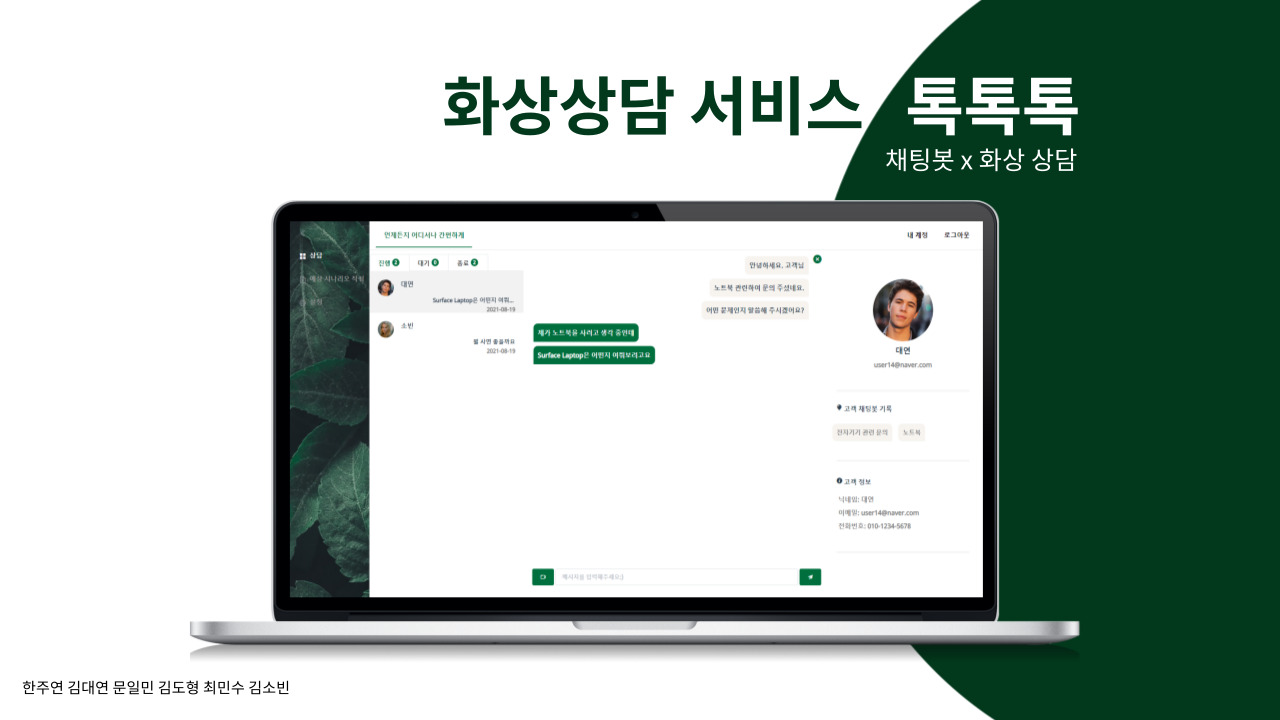 화상상담 서비스 톡톡톡
채팅봇 x 화상 상담
언제든지 어디서나 간편하게
내 계정
로그아웃
상담
예상 시나리오 작성
설정
진행 2
대기 0
종료 2
대연
Surface Laptop은 어떤지 여쭤...
2021-08-19
소빈
뭘 사면 좋을까요
2021-08-19
안녕하세요. 고객님
노트북 관련하여 문의 주셨네요.
어떤 문제인지 말씀해 주시겠어요?
제가 노트북을 사려고 생각 중인데
Surface Laptop은 어떤지 여쭤보려고요
메시지를 입력해주세요:)
대연
user14@naver.com
고객 채팅봇 기록
전자기기 관련 문의
노트북
고객 정보
닉네임: 대연
이메일: user14@naver.com
전화번호: 010-1234-5678
한주연 김대연 문일민 김도형 최민수 김소빈